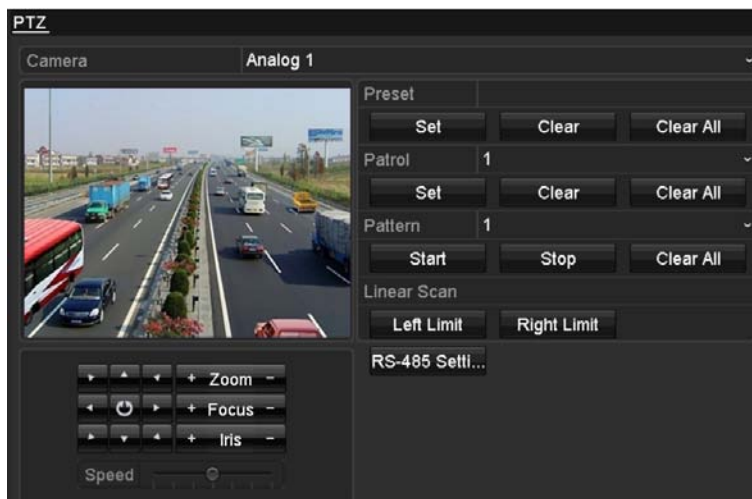 PTZ
Camera Analog 1
Preset
Set Clear Clear All
Patrol 1
Set Clear Clear All
Pattern 1
Start Stop Clear All
Linear Scan
Left Limit Right Limit
RS-485 Setti...
+ Zoom -
+ Focus -
+ Iris -
Speed